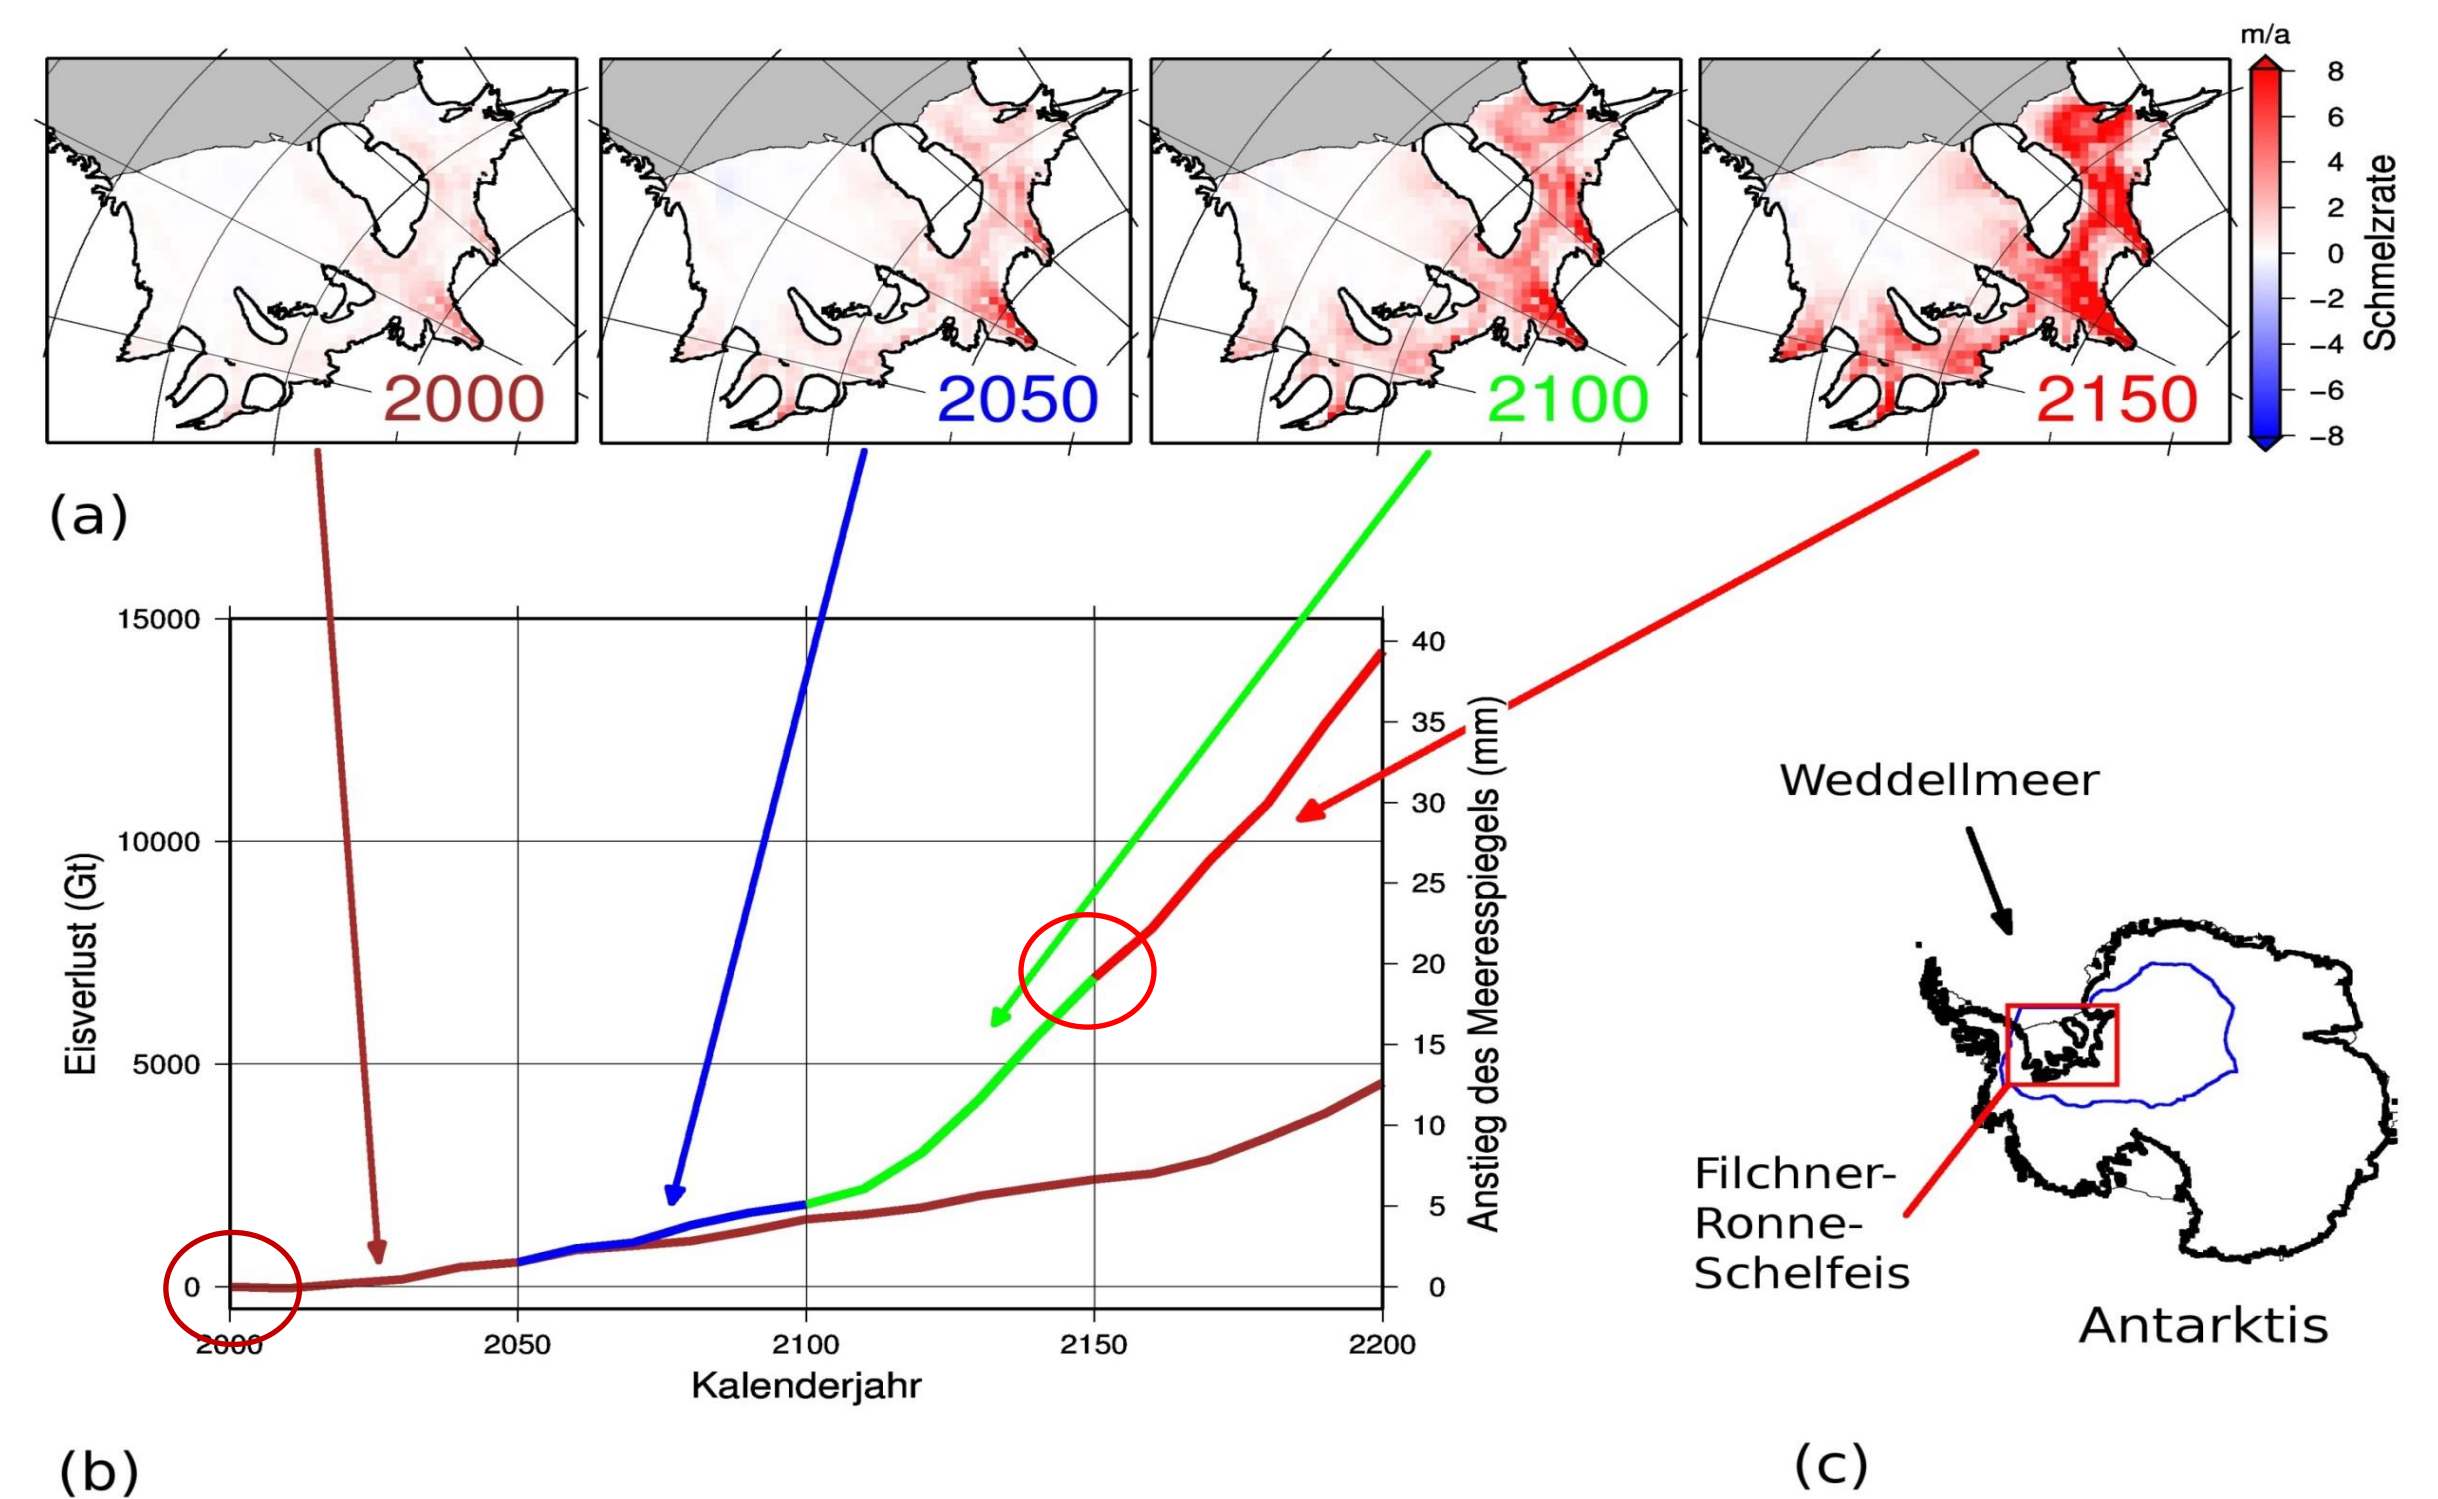 m/a
8
6
4
2
0
−2
−4
−6
−8
Schmelzrate
2000
2050
2100
2150
(a)
15000
10000
5000
0
Eisverlust (Gt)
40
35
30
25
20
15
10
5
0
Anstieg des Meeresspiegels (mm)
2000
2050
2100
2150
2200
Kalenderjahr
(b)
Weddellmeer
Filchner-
Ronne-
Schelfeis
Antarktis
(c)